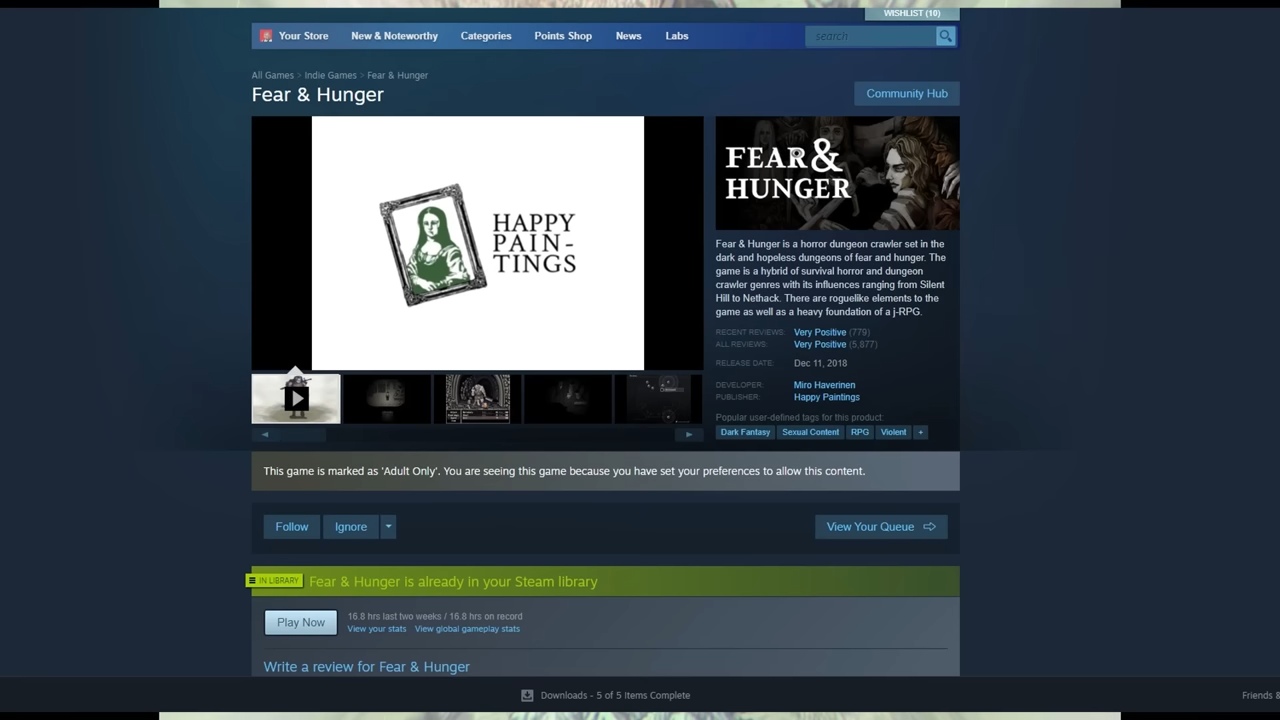 WISHLIST (10)
Your Store
New & Noteworthy
Categories
Points Shop
News
Labs
search
All Games > Indie Games > Fear & Hunger
Fear & Hunger
Community Hub
HAPPY
PAIN-
TINGS
FEAR &
HUNGER
Fear & Hunger is a horror dungeon crawler set in the
dark and hopeless dungeons of fear and hunger. The
game is a hybrid of survival horror and dungeon
crawler genres with its influences ranging from Silent
Hill to Nethack. There are roguelike elements to the
game as well as a heavy foundation of a j-RPG.
RECENT REVIEWS: Very Positive (779)
ALL REVIEWS: Very Positive (5,877)
RELEASE DATE: Dec 11, 2018
DEVELOPER: Miro Haverinen
PUBLISHER: Happy Paintings
Popular user-defined tags for this product:
Dark Fantasy Sexual Content RPG Violent +
This game is marked as 'Adult Only'. You are seeing this game because you have set your preferences to allow this content.
Follow
Ignore
View Your Queue
IN LIBRARY
Fear & Hunger is already in your Steam library
Play Now
16.8 hrs last two weeks / 16.8 hrs on record
View your stats View global gameplay stats
Write a review for Fear & Hunger
Downloads - 5 of 5 Items Complete
Friends &